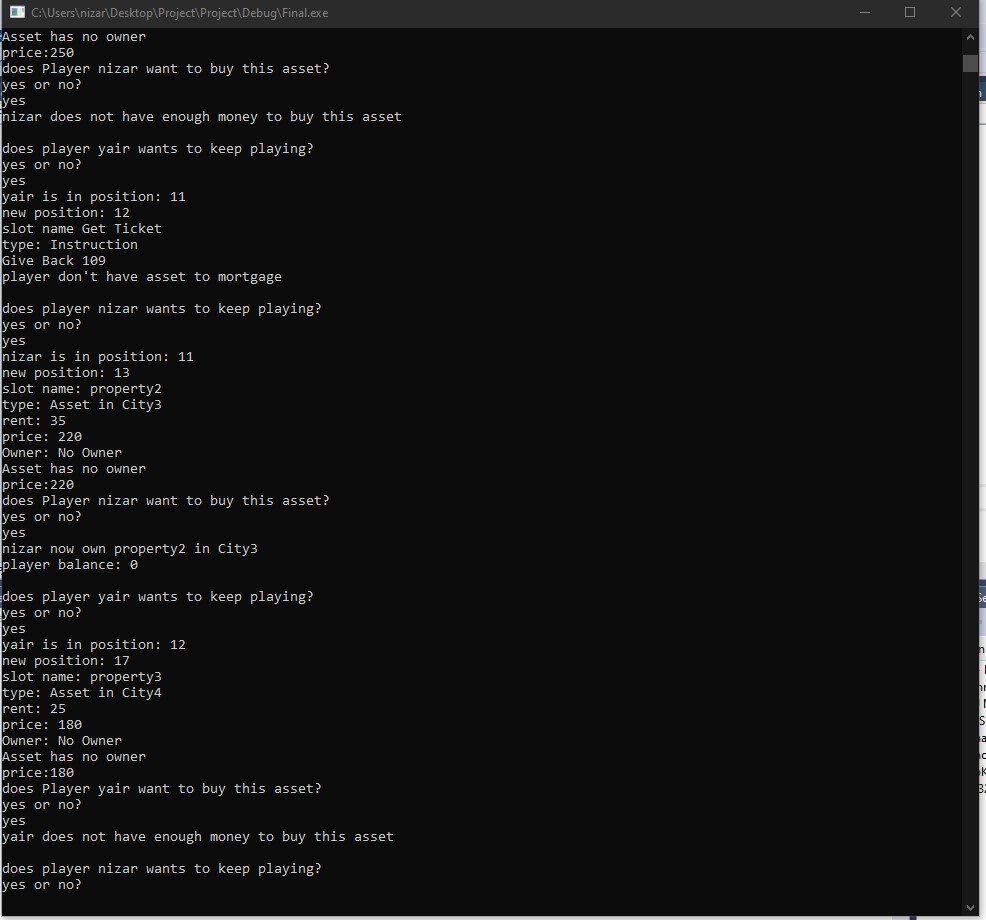 C:\Users\nizar\Desktop\Project\Project\Debug\Final.exe
Asset has no owner
price:250
does Player nizar want to buy this asset?
yes or no?
yes
nizar does not have enough money to buy this asset
does player yair wants to keep playing?
yes or no?
yes
yair is in position: 11
new position: 12
slot name Get Ticket
type: Instruction
Give Back 109
player don't have asset to mortgage
does player nizar wants to keep playing?
yes or no?
yes
nizar is in position: 11
new position: 13
slot name: property2
type: Asset in City3
rent: 35
price: 220
Owner: No Owner
Asset has no owner
price:220
does Player nizar want to buy this asset?
yes or no?
yes
nizar now own property2 in City3
player balance: 0
does player yair wants to keep playing?
yes or no?
yes
yair is in position: 12
new position: 17
slot name: property3
type: Asset in City4
rent: 25
price: 180
Owner: No Owner
Asset has no owner
price:180
does Player yair want to buy this asset?
yes or no?
yes
yair does not have enough money to buy this asset
does player nizar wants to keep playing?
yes or no?